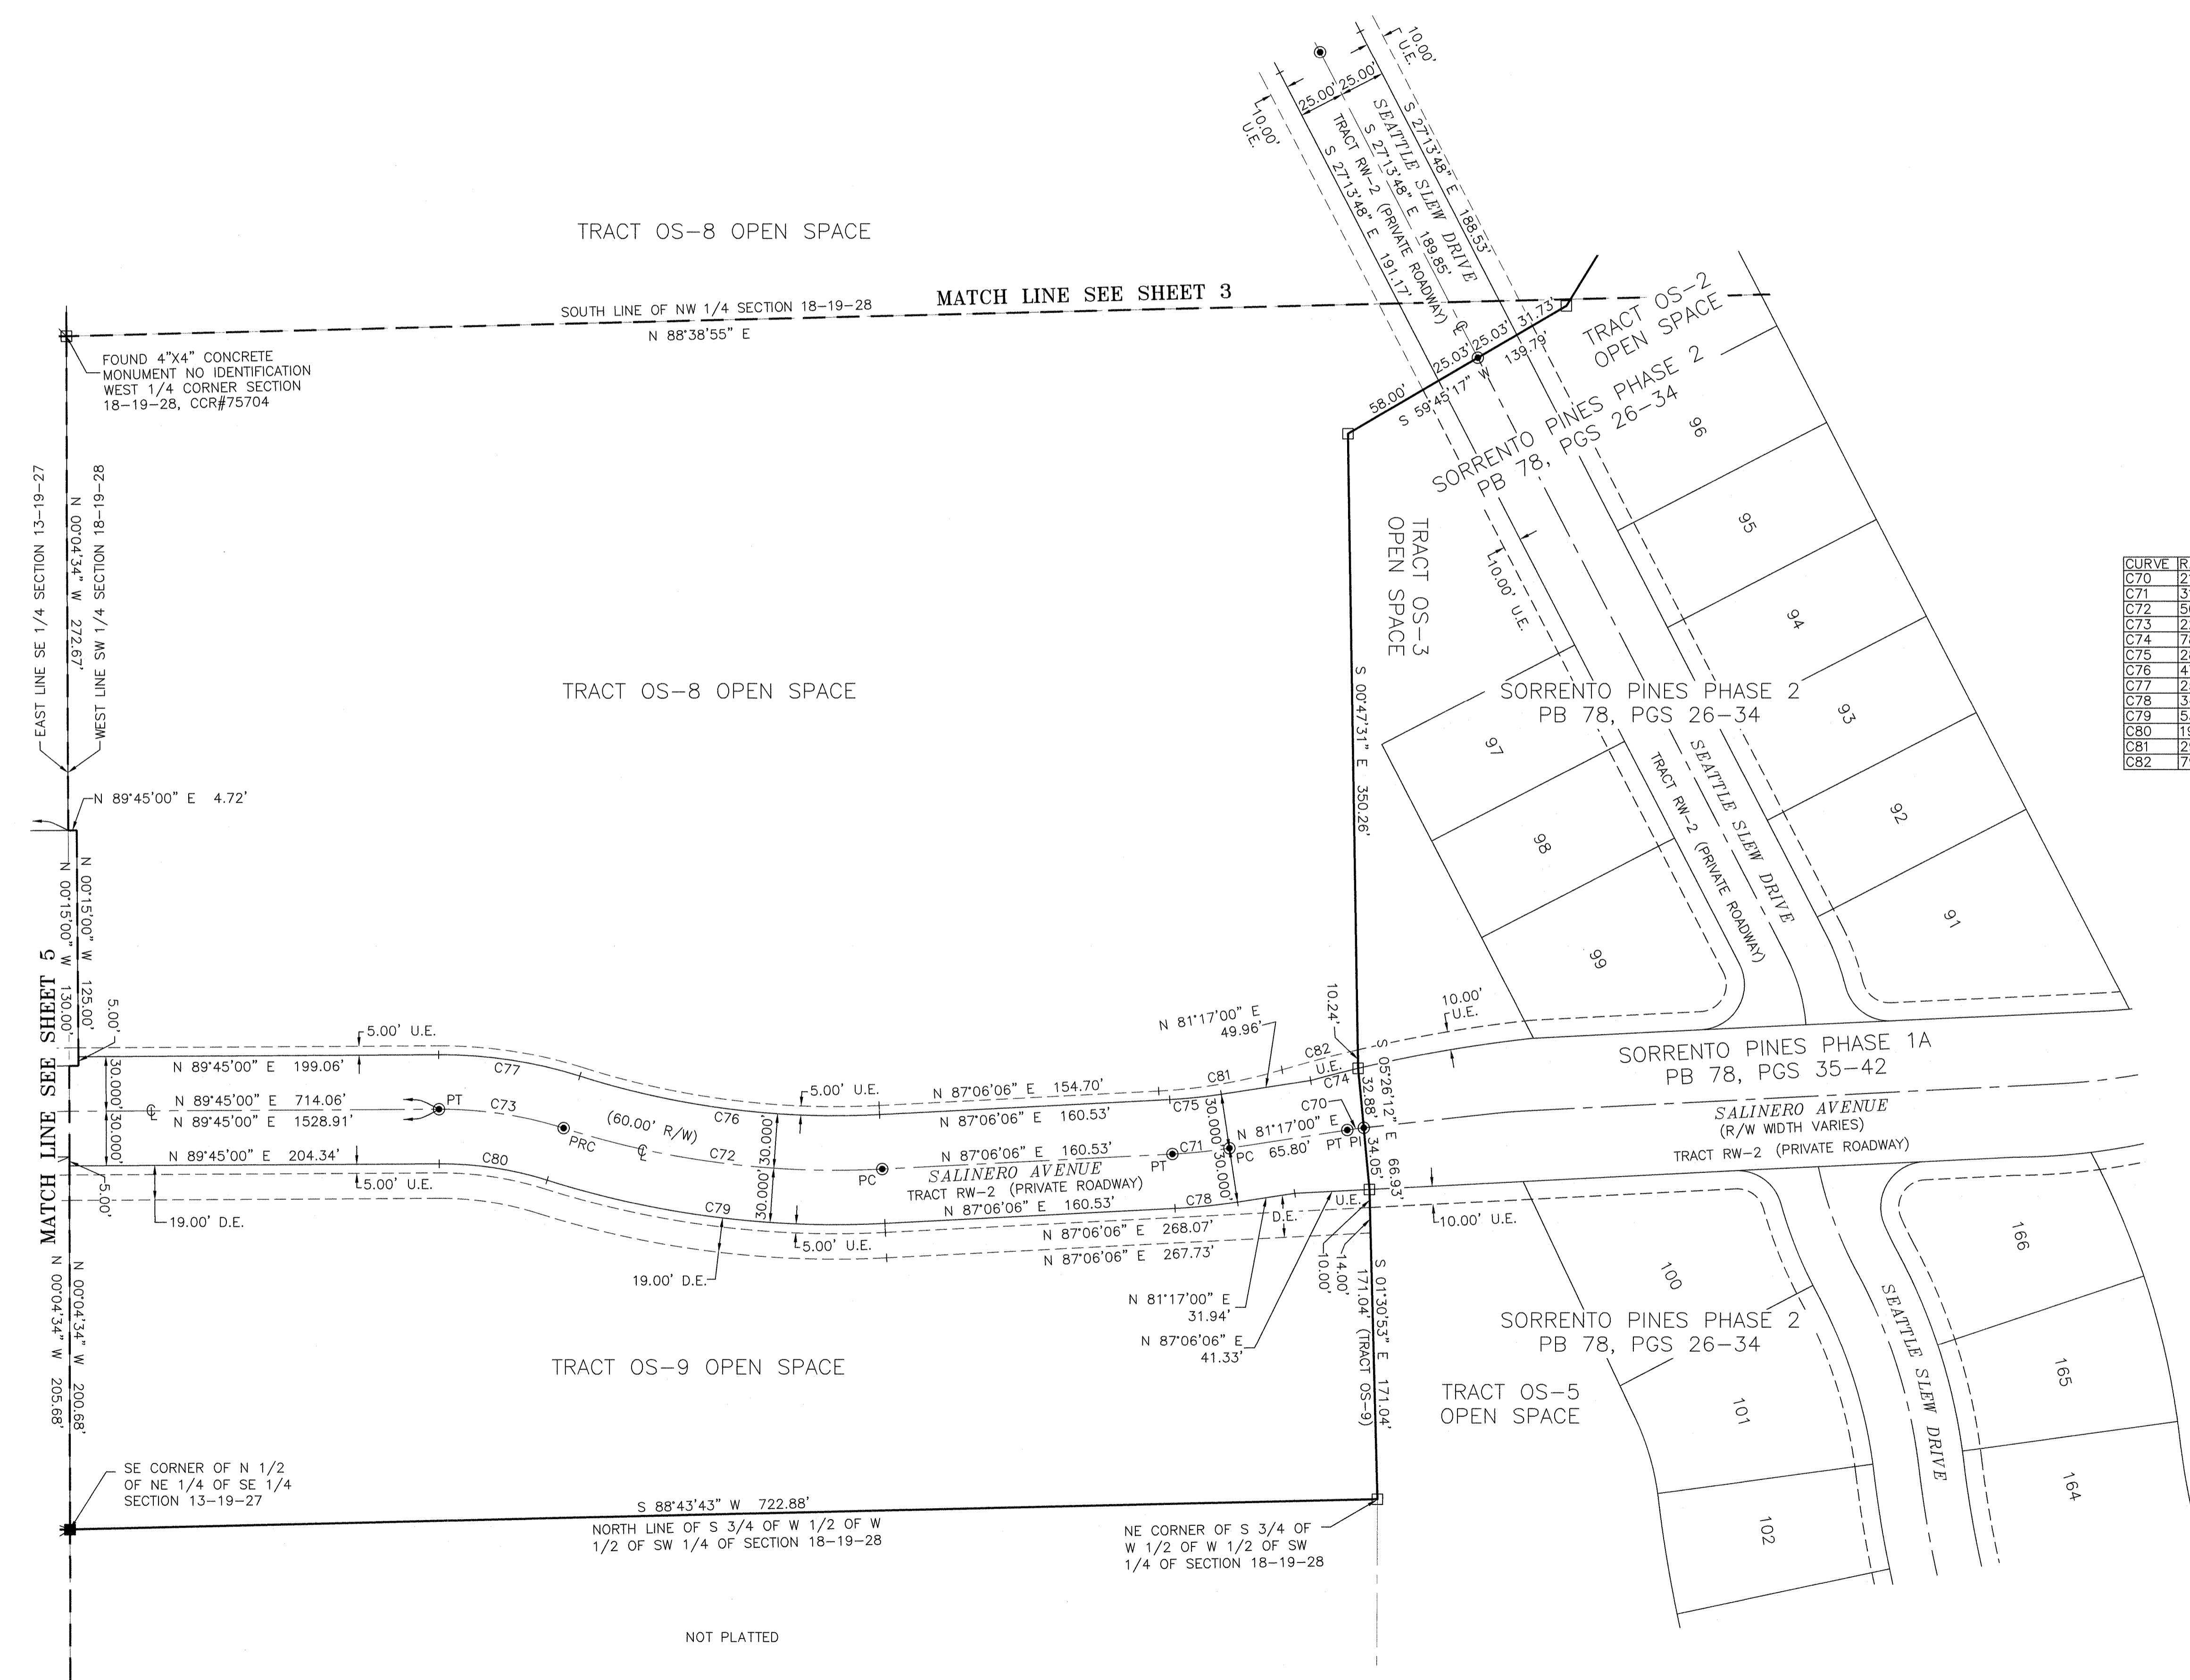 10.00'
U.E.
25.00' 25.00'
10.00'
U.E.
S 27°13'48" E 188.53'
SEATTLE SLEW DRIVE
S 27°13'48" E 189.85'
TRACT RW-2 (PRIVATE ROADWAY)
S 27°13'48" E 191.17'
TRACT OS-8 OPEN SPACE
MATCH LINE SEE SHEET 3
SOUTH LINE OF NW 1/4 SECTION 18-19-28
N 88°38'55" E
FOUND 4"X4" CONCRETE
MONUMENT NO IDENTIFICATION
WEST 1/4 CORNER SECTION
18-19-28, CCR#75704
58.00' 25.03' 25.03' 31.73'
S 59°45'17" W 139.79'
TRACT OS-2
OPEN SPACE
SORRENTO PINES PHASE 2
PB 78, PGS 26-34
96
95
94
93
92
91
10.00' U.E.
EAST LINE SE 1/4 SECTION 13-19-27
N 00°04'34" W 272.67'
WEST LINE SW 1/4 SECTION 18-19-28
TRACT OS-3
OPEN SPACE
S 00°47'31" E 350.26'
TRACT OS-8 OPEN SPACE
SORRENTO PINES PHASE 2
PB 78, PGS 26-34
97
98
99
SEATTLE SLEW DRIVE
TRACT RW-2 (PRIVATE ROADWAY)
CURVE
C70
C71
C72
C73
C74
C75
C76
C77
C78
C79
C80
C81
C82
N 89°45'00" E 4.72'
N 00°15'00" W 125.00'
N 00°15'00" W 130.00'
MATCH LINE SEE SHEET 5
5.00'
5.00' U.E.
N 89°45'00" E 199.06'
C77
30.000' 30.000'
N 89°45'00" E 714.06'
N 89°45'00" E 1528.91'
PT
C73
PRC
(60.00' R/W)
C72
C76
5.00' U.E.
N 87°06'06" E 154.70'
N 87°06'06" E 160.53'
N 87°06'06" E 160.53'
SALINERO AVENUE
TRACT RW-2 (PRIVATE ROADWAY)
N 87°06'06" E 160.53'
PC
30.00' 30.00'
N 81°17'00" E
49.96'
10.24'
C81
C82
U.E.
C74
C75
30.000' 30.000'
C70
C71
PT
N 81°17'00" E
PC 65.80' PT PI
32.88'
34.05'
S 05°26'12" E 66.93'
10.00'
U.E.
SORRENTO PINES PHASE 1A
PB 78, PGS 35-42
SALINERO AVENUE
(R/W WIDTH VARIES)
TRACT RW-2 (PRIVATE ROADWAY)
N 89°45'00" E 204.34'
C80
5.00' U.E.
19.00' D.E.
5.00'
C79
5.00' U.E.
19.00' D.E.
C78
N 87°06'06" E 268.07'
N 87°06'06" E 267.73'
D.E.
U.E.
10.00' U.E.
N 81°17'00" E
31.94'
N 87°06'06" E
41.33'
10.00'
14.00'
171.04' (TRACT OS-9)
S 01°30'53" E 171.04'
N 00°04'34" W 200.68'
N 00°04'34" W 205.68'
TRACT OS-9 OPEN SPACE
SORRENTO PINES PHASE 2
PB 78, PGS 26-34
TRACT OS-5
OPEN SPACE
100
101
102
SEATTLE SLEW DRIVE
166
165
164
SE CORNER OF N 1/2
OF NE 1/4 OF SE 1/4
SECTION 13-19-27
S 88°43'43" W 722.88'
NORTH LINE OF S 3/4 OF W 1/2 OF W
1/2 OF SW 1/4 OF SECTION 18-19-28
NE CORNER OF S 3/4 OF
W 1/2 OF W 1/2 OF SW
1/4 OF SECTION 18-19-28
NOT PLATTED